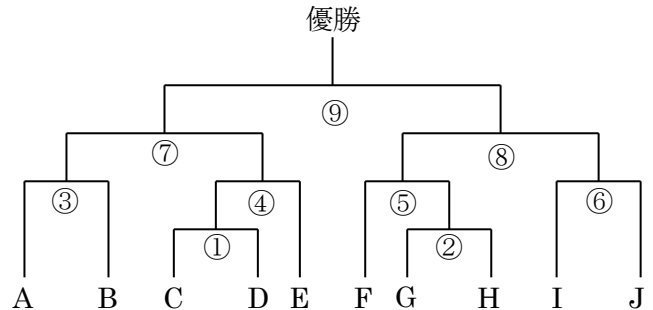 優勝
⑨
⑦ ⑧
③ ④ ⑤ ⑥
① ②
A B C D E F G H I J